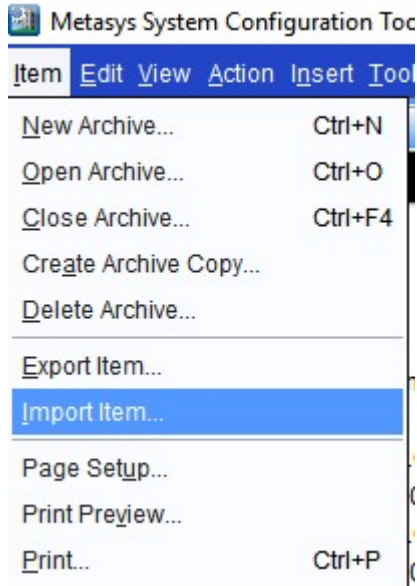 Metasys System Configuration Too
Item Edit View Action Insert Tool
New Archive... Ctrl+N
Open Archive... Ctrl+O
Close Archive... Ctrl+F4
Create Archive Copy...
Delete Archive...
Export Item...
Import Item...
Page Setup...
Print Preview...
Print... Ctrl+P